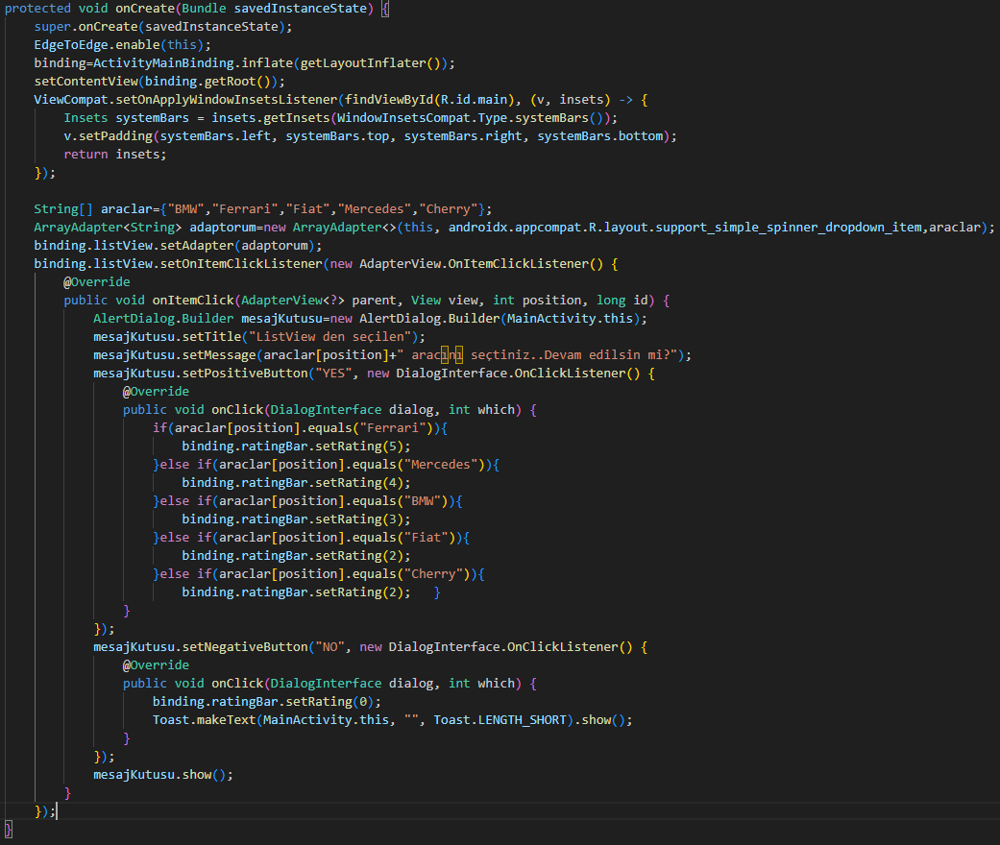 protected void onCreate(Bundle savedInstanceState) {
    super.onCreate(savedInstanceState);
    EdgeToEdge.enable(this);
    binding=ActivityMainBinding.inflate(getLayoutInflater());
    setContentView(binding.getRoot());
    ViewCompat.setOnApplyWindowInsetsListener(findViewById(R.id.main), (v, insets) -> {
        Insets systemBars = insets.getInsets(WindowInsetsCompat.Type.systemBars());
        v.setPadding(systemBars.left, systemBars.top, systemBars.right, systemBars.bottom);
        return insets;
    });

    String[] araclar={"BMW","Ferrari","Fiat","Mercedes","Cherry"};
    ArrayAdapter<String> adaptorum=new ArrayAdapter<>(this, androidx.appcompat.R.layout.support_simple_spinner_dropdown_item,araclar);
    binding.listView.setAdapter(adaptorum);
    binding.listView.setOnItemClickListener(new AdapterView.OnItemClickListener() {
        @Override
        public void onItemClick(AdapterView<?> parent, View view, int position, long id) {
            AlertDialog.Builder mesajKutusu=new AlertDialog.Builder(MainActivity.this);
            mesajKutusu.setTitle("ListView den seçilen");
            mesajKutusu.setMessage(araclar[position]+" aracını seçtiniz..Devam edilsin mi?");
            mesajKutusu.setPositiveButton("YES", new DialogInterface.OnClickListener() {
                @Override
                public void onClick(DialogInterface dialog, int which) {
                    if(araclar[position].equals("Ferrari")){
                        binding.ratingBar.setRating(5);
                    }else if(araclar[position].equals("Mercedes")){
                        binding.ratingBar.setRating(4);
                    }else if(araclar[position].equals("BMW")){
                        binding.ratingBar.setRating(3);
                    }else if(araclar[position].equals("Fiat")){
                        binding.ratingBar.setRating(2);
                    }else if(araclar[position].equals("Cherry")){
                        binding.ratingBar.setRating(2);   }
                }
            });
            mesajKutusu.setNegativeButton("NO", new DialogInterface.OnClickListener() {
                @Override
                public void onClick(DialogInterface dialog, int which) {
                    binding.ratingBar.setRating(0);
                    Toast.makeText(MainActivity.this, "", Toast.LENGTH_SHORT).show();
                }
            });
            mesajKutusu.show();
        }
    });
}